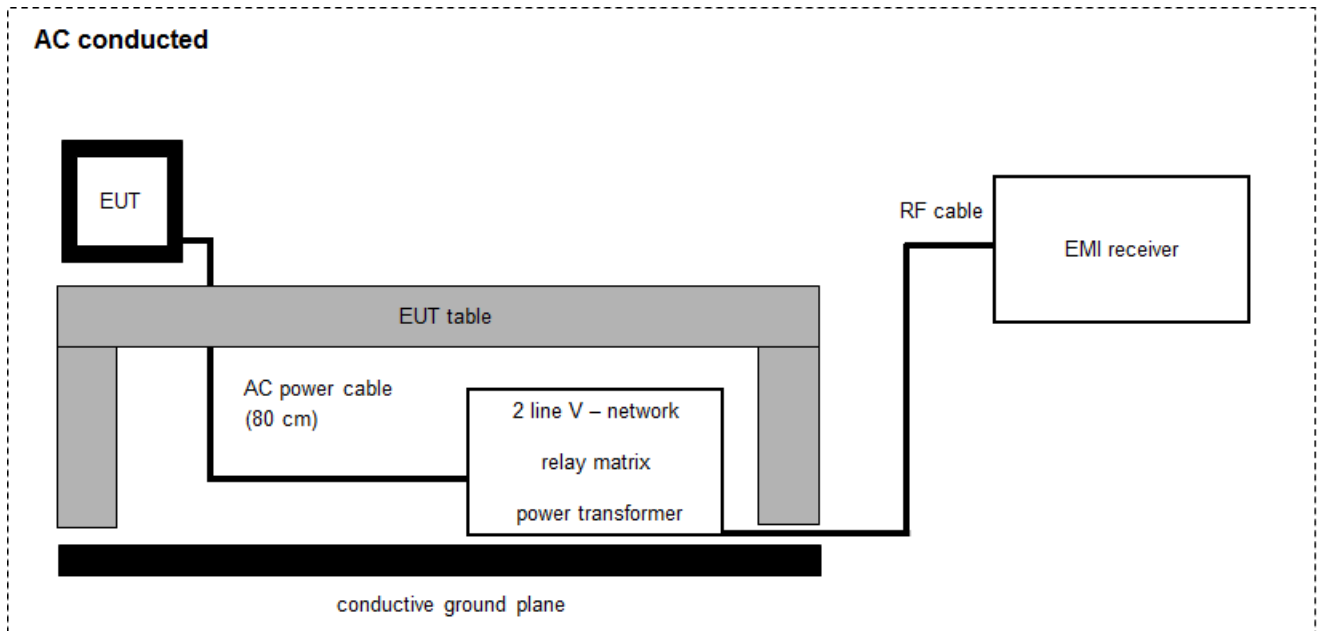 AC conducted
EUT
RF cable
EMI receiver
EUT table
AC power cable
(80 cm)
2 line V – network
relay matrix
power transformer
conductive ground plane